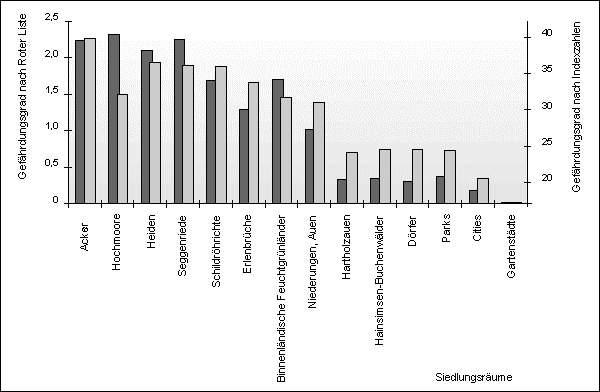 Gefährdungsgrad nach Roter Liste
2,5
2,0
1,5
1,0
0,5
0
Gefährdungsgrad nach Indexzahlen
40
35
30
25
20
Acker
Hochmoore
Heiden
Seggenriede
Schildröhrichte
Erlenbrüche
Binnenländische Feuchtgrünländer
Niederungen, Auen
Hartholzauen
Hainsimsen-Buchenwälder
Dörfer
Parks
Cities
Gartenstädte
Siedlungsräume